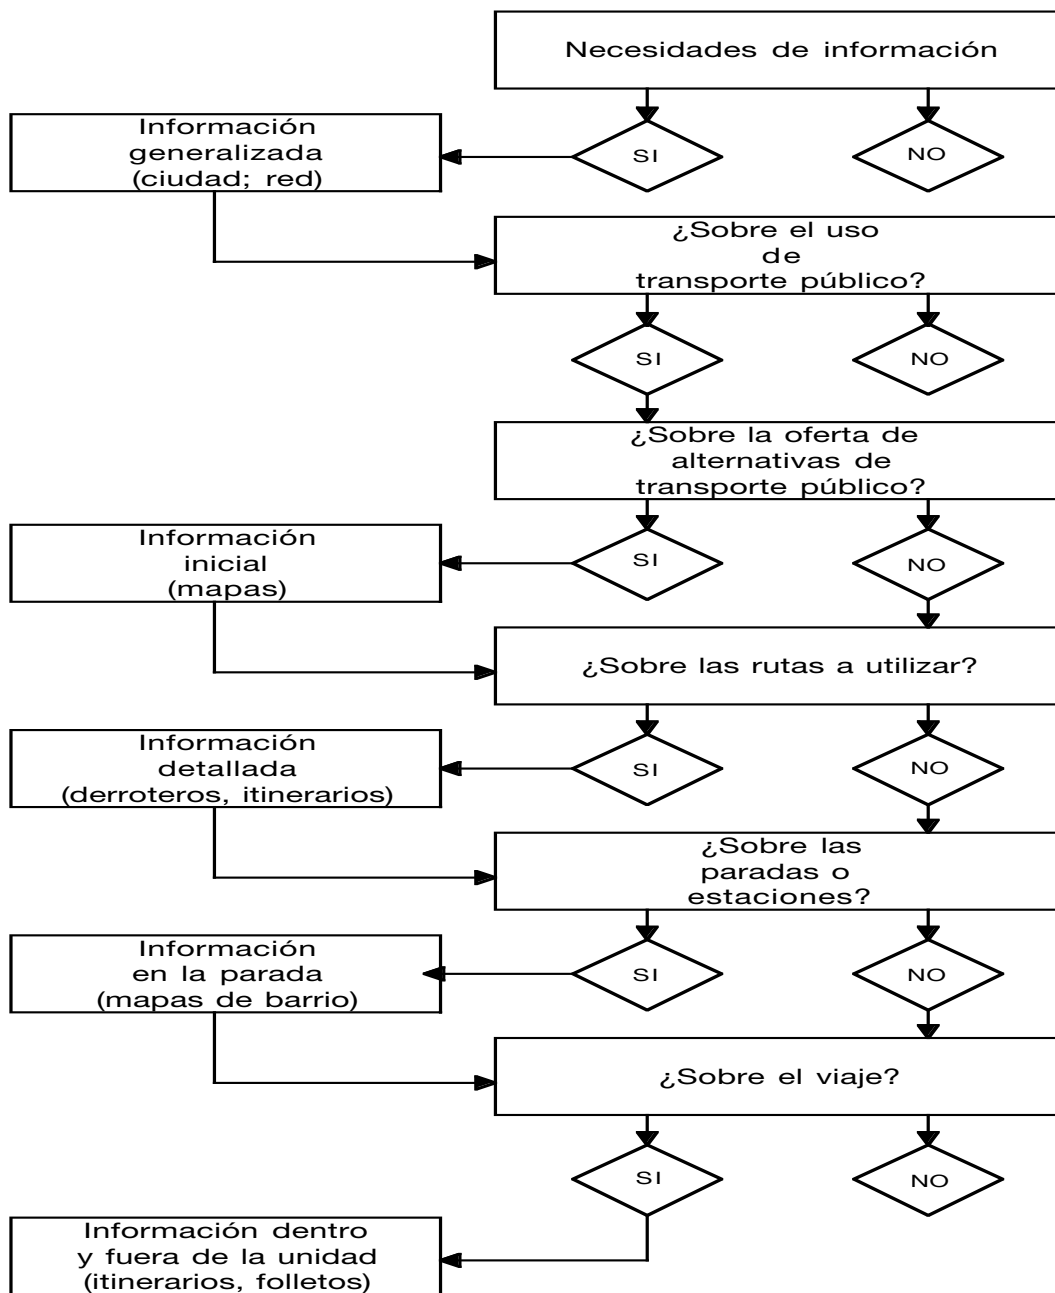 Necesidades de información
Información
generalizada
(ciudad; red)
SI
NO
¿Sobre el uso
de
transporte público?
SI
NO
¿Sobre la oferta de
alternativas de
transporte público?
Información
inicial
(mapas)
SI
NO
¿Sobre las rutas a utilizar?
Información
detallada
(derroteros, itinerarios)
SI
NO
¿Sobre las
paradas o
estaciones?
Información
en la parada
(mapas de barrio)
SI
NO
¿Sobre el viaje?
SI
NO
Información dentro
y fuera de la unidad
(itinerarios, folletos)